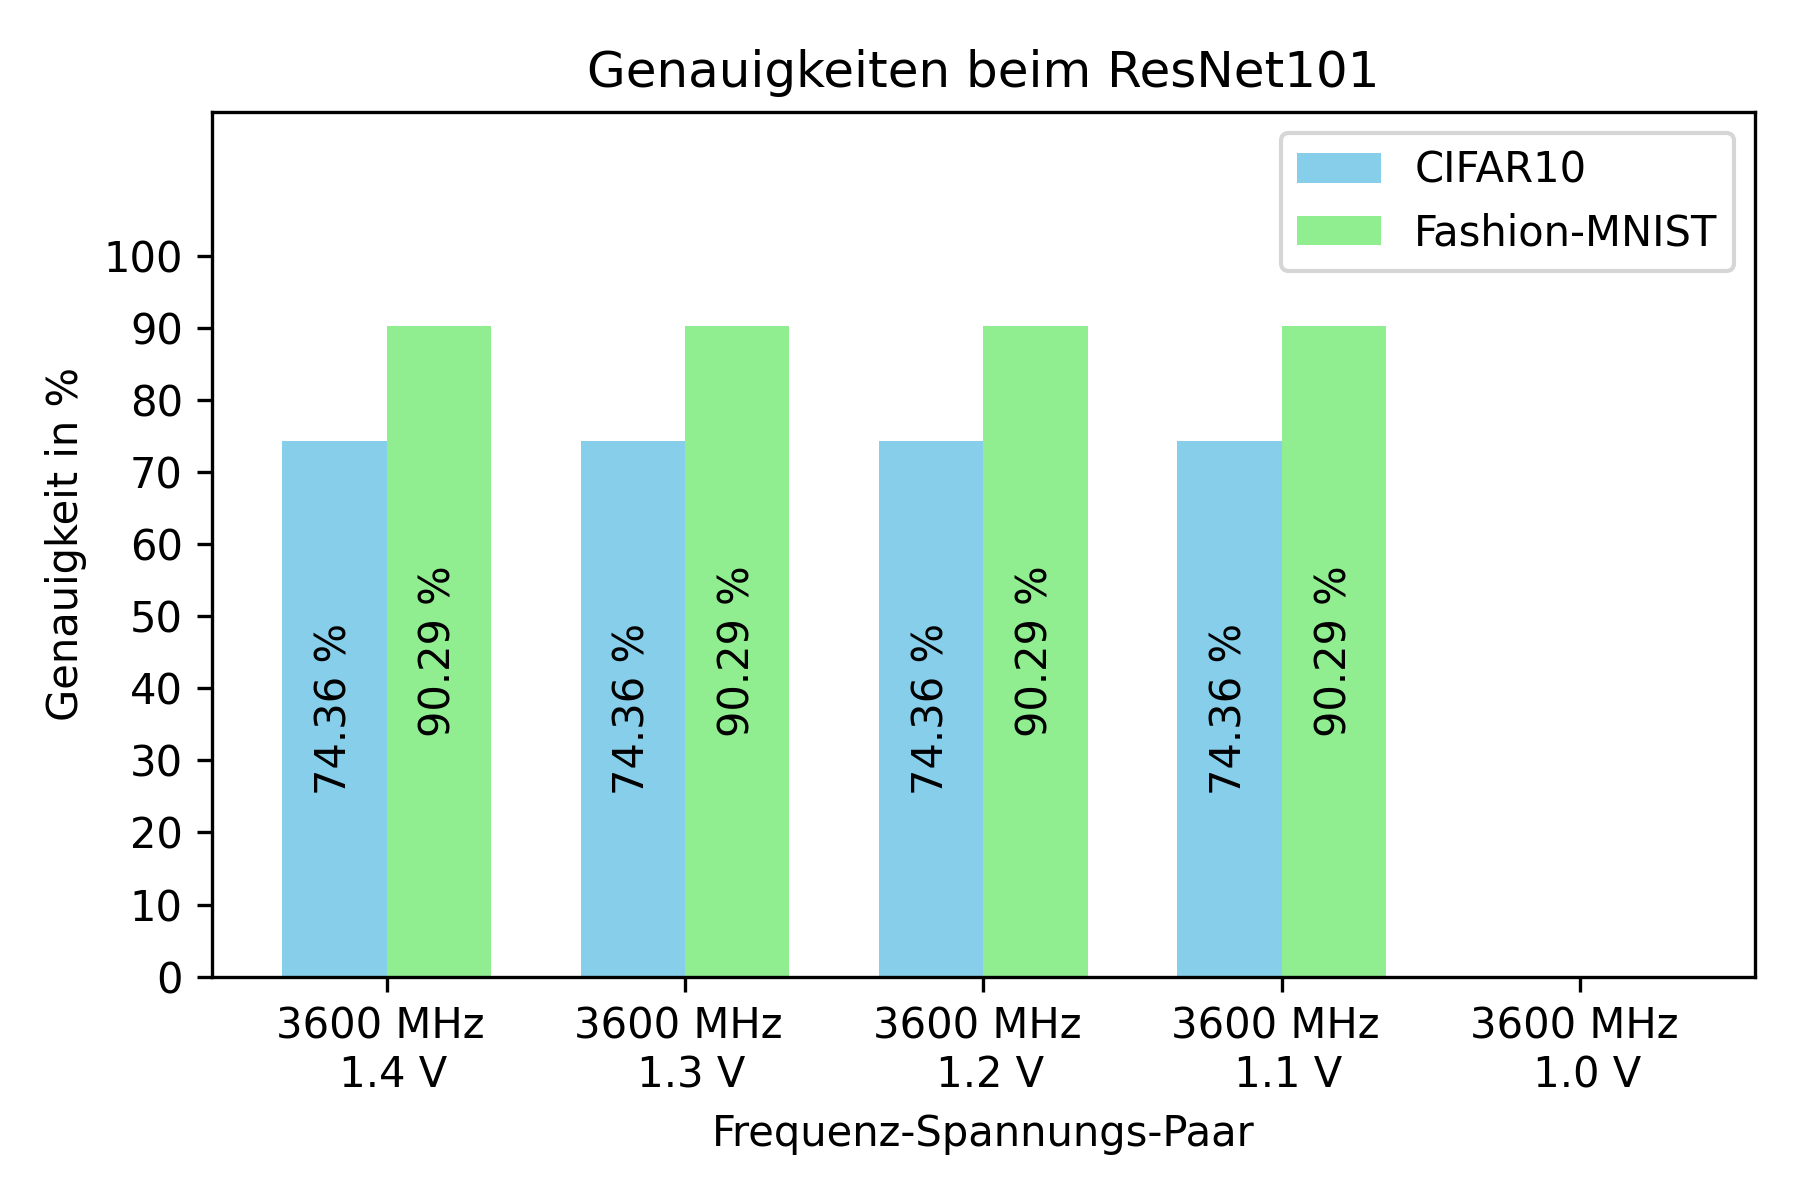 Genauigkeiten beim ResNet101
CIFAR10
Fashion-MNIST
Genauigkeit in %
100
90
80
70
60
50
40
30
20
10
0
74.36 %
90.29 %
74.36 %
90.29 %
74.36 %
90.29 %
74.36 %
90.29 %
3600 MHz
1.4 V
3600 MHz
1.3 V
3600 MHz
1.2 V
3600 MHz
1.1 V
3600 MHz
1.0 V
Frequenz-Spannungs-Paar